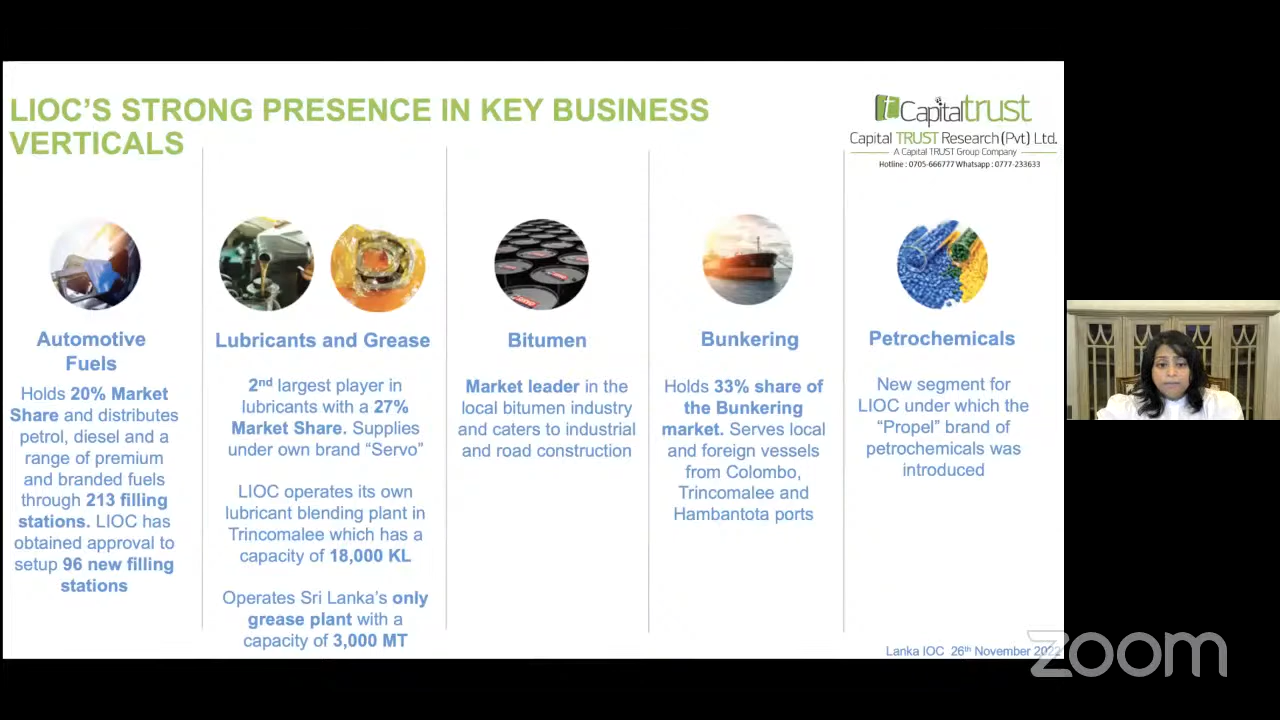 LIOC'S STRONG PRESENCE IN KEY BUSINESS
VERTICALS
Capitaltrust
Capital TRUST Research (Pvt) Ltd.
A Capital TRUST Group Company
Hotline : 0705-666777 Whatsapp : 0777-233633
Automotive
Fuels
Holds 20% Market
Share and distributes
petrol, diesel and a
range of premium
and branded fuels
through 213 filling
stations. LIOC has
obtained approval to
setup 96 new filling
stations
Lubricants and Grease
2nd largest player in
lubricants with a 27%
Market Share. Supplies
under own brand “Servo”
LIOC operates its own
lubricant blending plant in
Trincomalee which has a
capacity of 18,000 KL
Operates Sri Lanka’s only
grease plant with a
capacity of 3,000 MT
Bitumen
Market leader in the
local bitumen industry
and caters to industrial
and road construction
Bunkering
Holds 33% share of
the Bunkering
market. Serves local
and foreign vessels
from Colombo,
Trincomalee and
Hambantota ports
Petrochemicals
New segment for
LIOC under which the
“Propel” brand of
petrochemicals was
introduced
Lanka IOC 26th November 2022
zoom